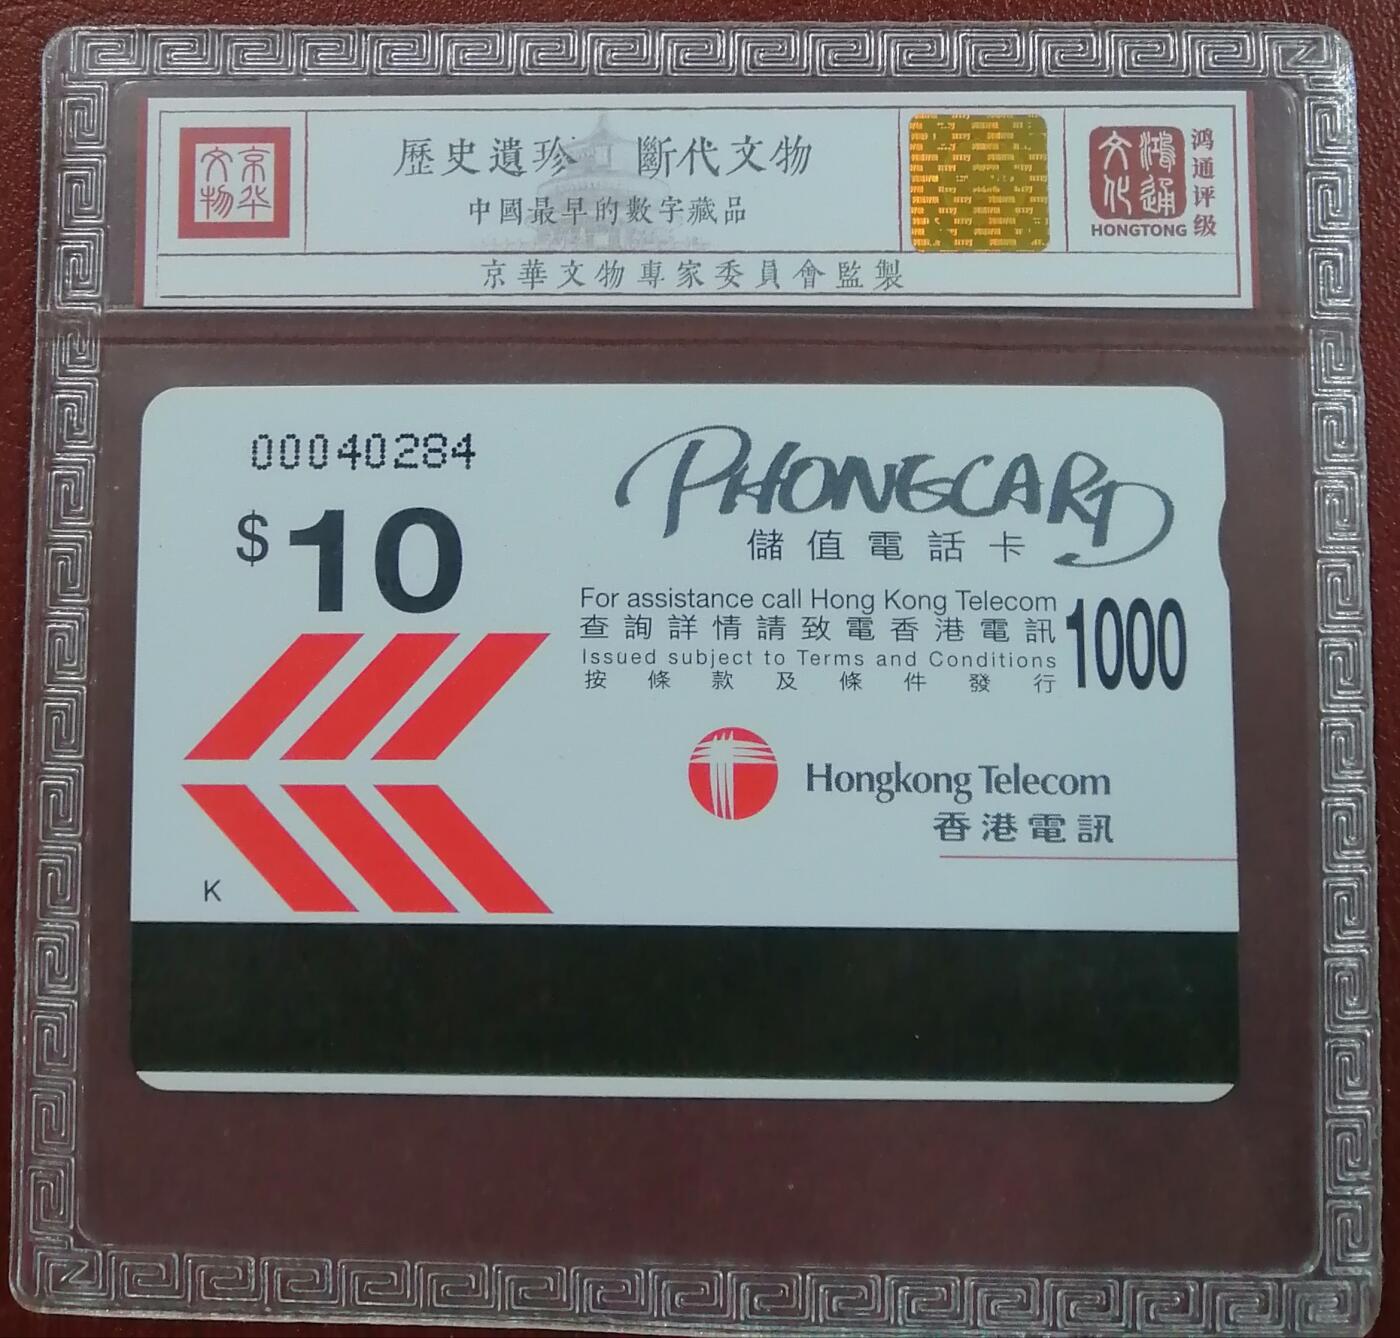 京华
文物
歷史遺珍 斷代文物
中國最早的數字藏品
京華文物專家委員會監製
鴻通
文化
HONGTONG
鸿通评级
00040284
$10
PHONECARD
儲值電話卡
For assistance call Hong Kong Telecom
查詢詳情請致電香港電訊
1000
Issued subject to Terms and Conditions
按條款及條件發行
Hongkong Telecom
香港電訊
K